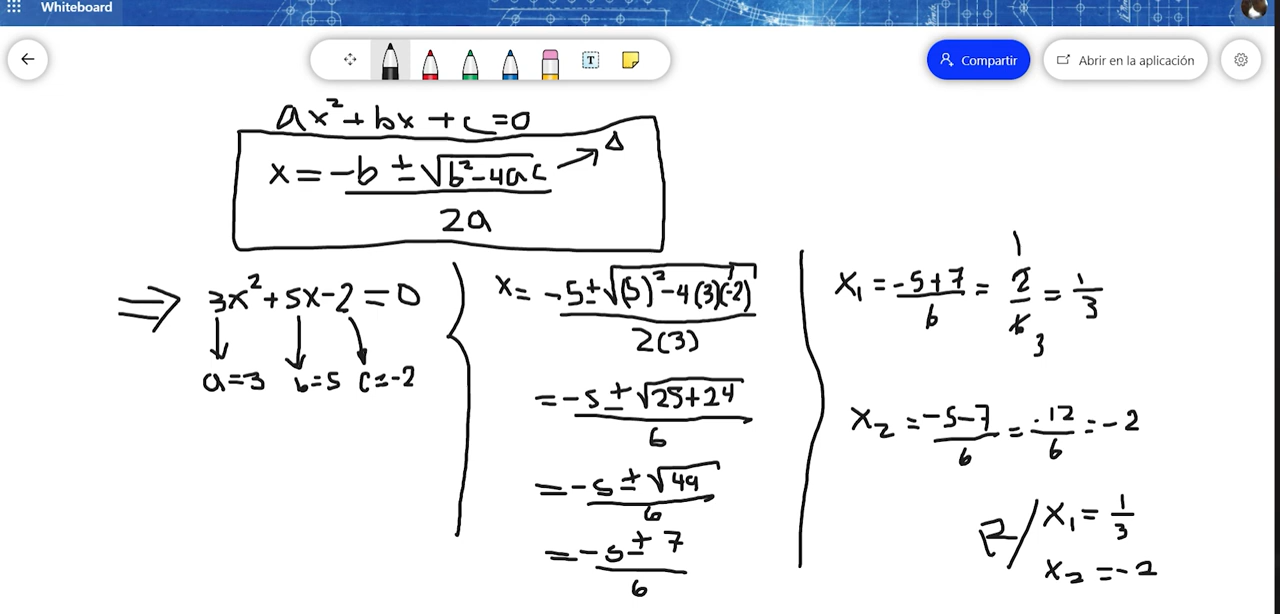 Whiteboard
T
Compartir
Abrir en la aplicación
ax²+bx+c=0
x = -b ± √b²-4ac / 2a → Δ
⇒ 3x²+5x-2=0
a=3 b=5 c=-2
x = -5±√(5)²-4(3)(-2) / 2(3)
= -5±√25+24 / 6
= -5±√49 / 6
= -5±7 / 6
x₁ = -5+7 / 6 = 2/6 = 1/3
1
3
x₂ = -5-7 / 6 = -12/6 = -2
R/ x₁ = 1/3
x₂ = -2